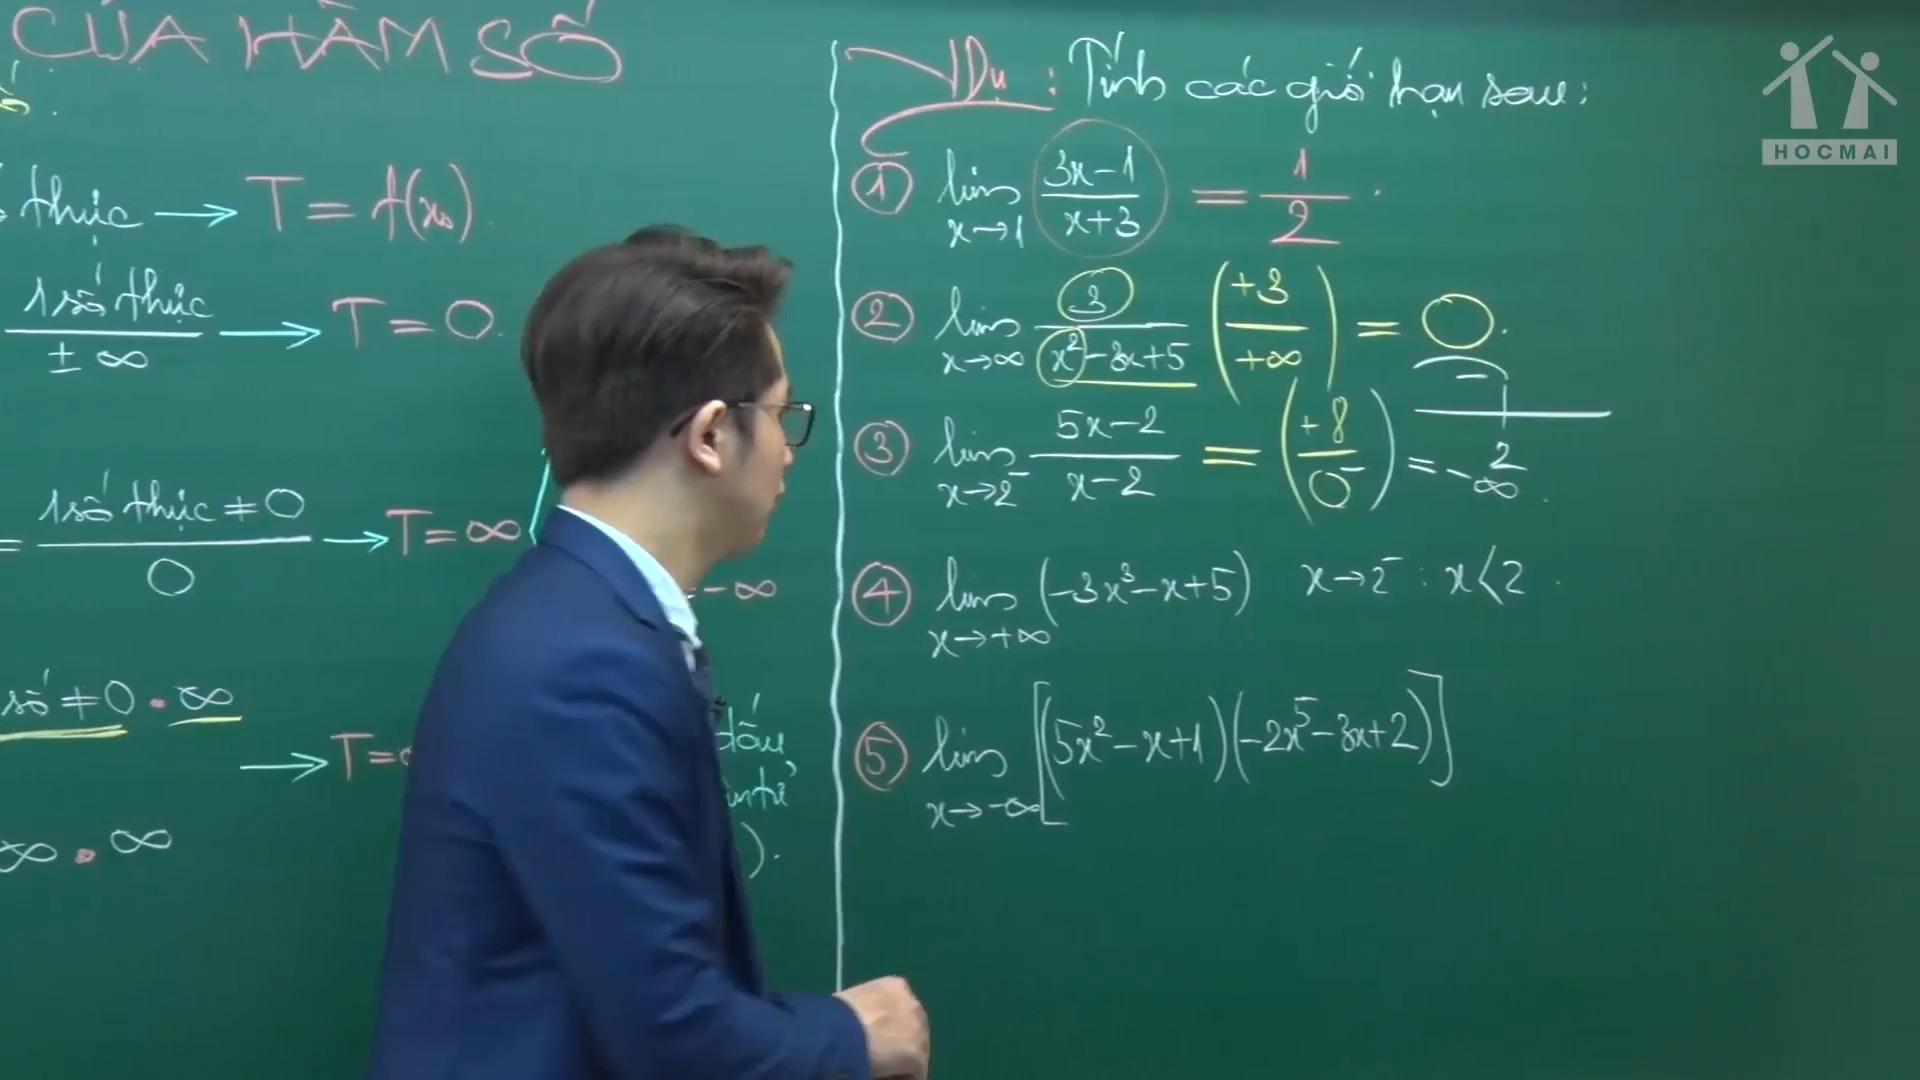 CỦA HÀM SỐ
thực → T = f(x₀)
1 số thực / ± ∞ → T = 0
= 1 số thực ≠ 0 / 0 → T = ∞
- ∞
số ≠ 0 . ∞
→ T =
dấu
∞ . ∞
VDụ : Tính các giới hạn sau:
① lim x→1 (3x-1)/(x+3) = 1/2 .
② lim x→∞ 3/(x²-3x+5) (+3/+∞) = 0 .
-
2
③ lim x→2⁻ (5x-2)/(x-2) = (+8/0⁻) = -∞ .
④ lim x→+∞ (-3x³-x+5) x→2⁻ : x<2 .
⑤ lim x→-∞ [(5x²-x+1)(-2x⁵-3x+2)]
HOCMAI